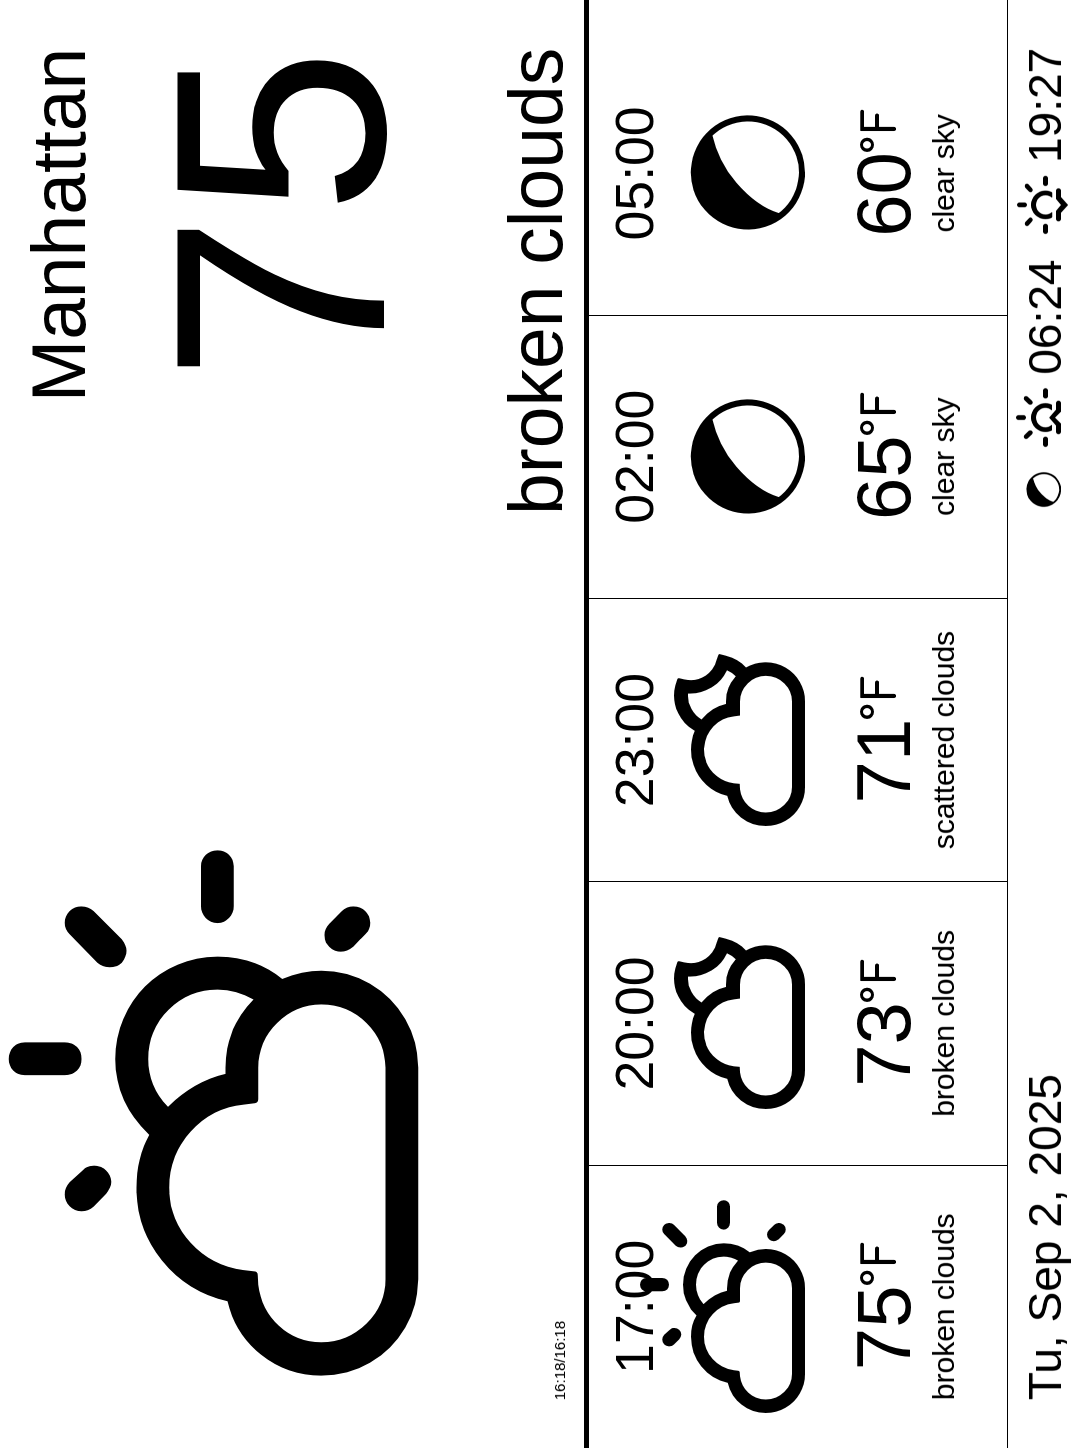 Manhattan
75
broken clouds
16:18/16:18
17:00 20:00 23:00 02:00 05:00
75°F 73°F 71°F 65°F 60°F
broken clouds broken clouds scattered clouds clear sky clear sky
Tu, Sep 2, 2025 06:24 19:27